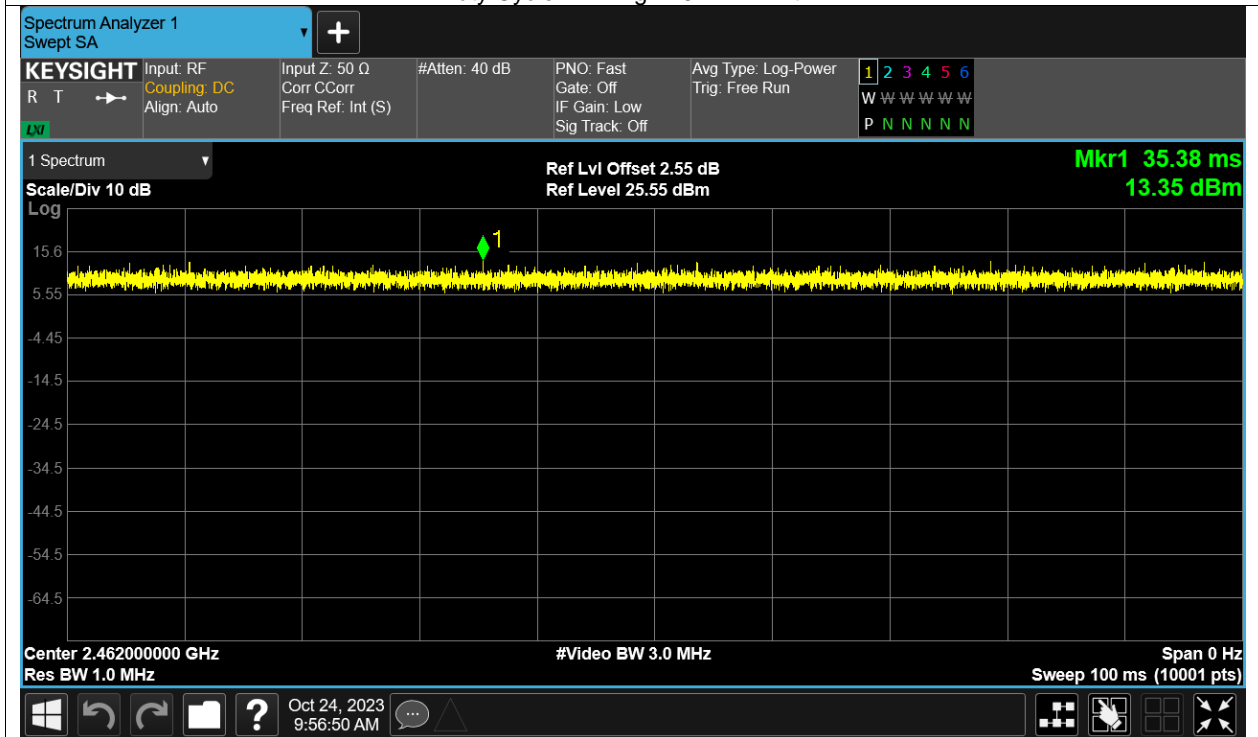 Spectrum Analyzer 1
Swept SA
KEYSIGHT
R T
LXI
Input: RF
Coupling: DC
Align: Auto
Input Z: 50 Ω
Corr CCorr
Freq Ref: Int (S)
#Atten: 40 dB
PNO: Fast
Gate: Off
IF Gain: Low
Sig Track: Off
Avg Type: Log-Power
Trig: Free Run
1 2 3 4 5 6
W W W W W W
P N N N N N
1 Spectrum
Scale/Div 10 dB
Log
Ref Lvl Offset 2.55 dB
Ref Level 25.55 dBm
Mkr1 35.38 ms
13.35 dBm
1
15.6
5.55
-4.45
-14.5
-24.5
-34.5
-44.5
-54.5
-64.5
Center 2.462000000 GHz
Res BW 1.0 MHz
#Video BW 3.0 MHz
Span 0 Hz
Sweep 100 ms (10001 pts)
?
Oct 24, 2023
9:56:50 AM